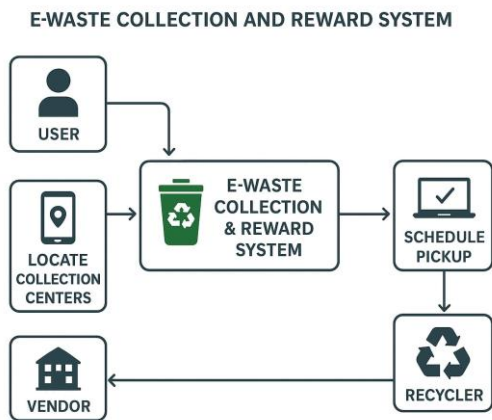 E-WASTE COLLECTION AND REWARD SYSTEM
USER
LOCATE
COLLECTION
CENTERS
E-WASTE
COLLECTION
& REWARD
SYSTEM
SCHEDULE
PICKUP
VENDOR
RECYCLER